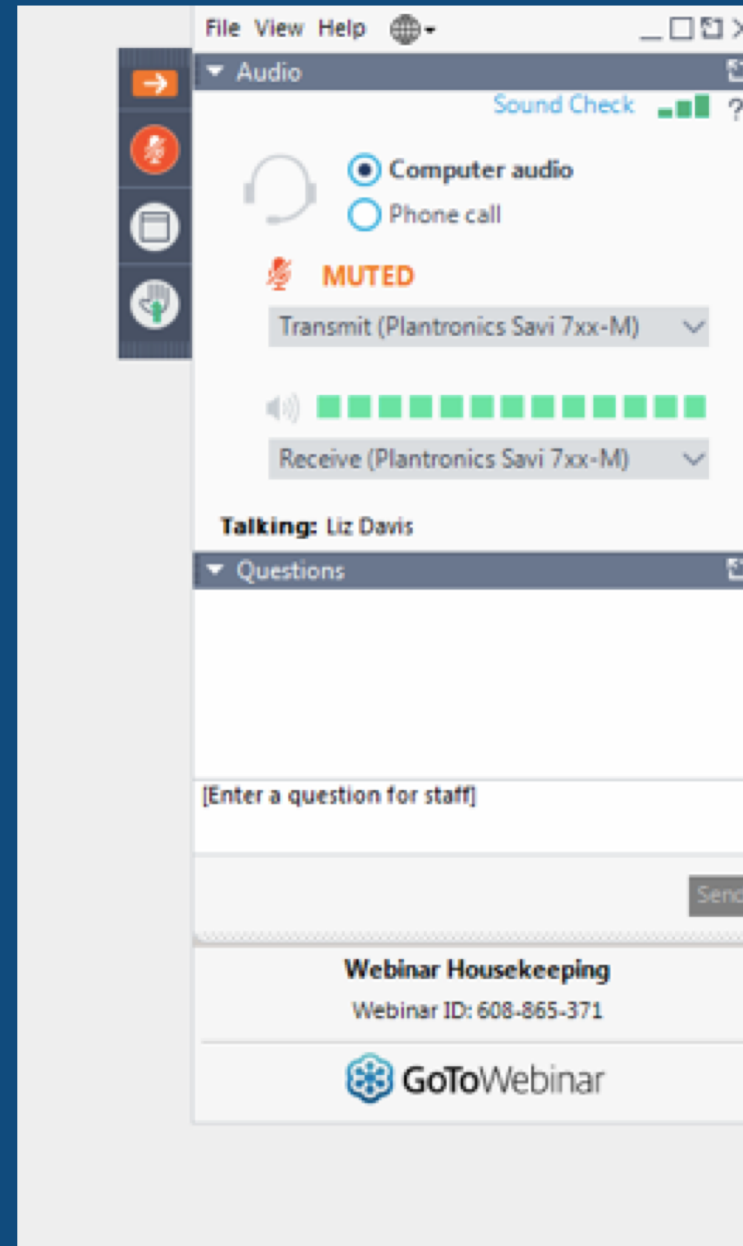 File View Help
Audio
Sound Check ?
Computer audio
Phone call
MUTED
Transmit (Plantronics Savi 7xx-M)
Receive (Plantronics Savi 7xx-M)
Talking: Liz Davis
Questions
[Enter a question for staff]
Send
Webinar Housekeeping
Webinar ID: 608-865-371
GoToWebinar